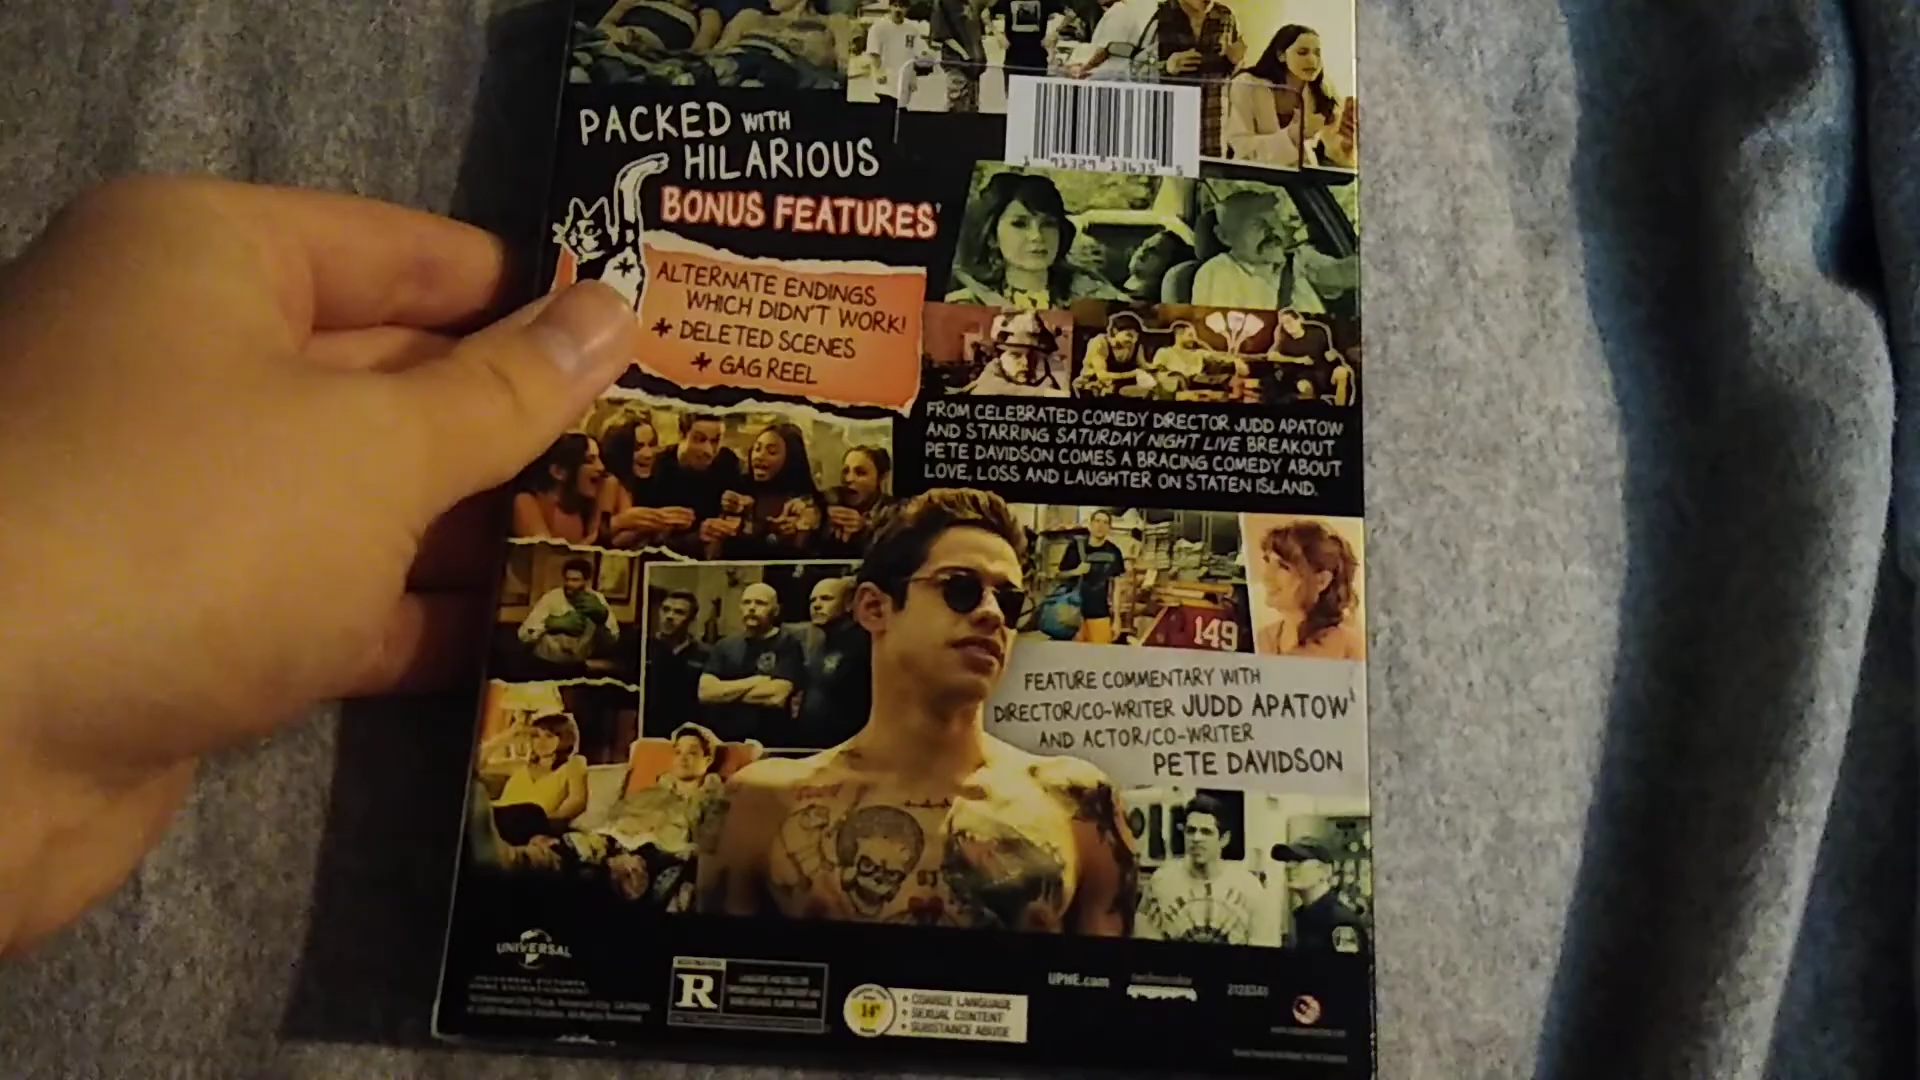 PACKED WITH
HILARIOUS
BONUS FEATURES*
* ALTERNATE ENDINGS
WHICH DIDN'T WORK!
* DELETED SCENES
* GAG REEL
FROM CELEBRATED COMEDY DIRECTOR JUDD APATOW
AND STARRING SATURDAY NIGHT LIVE BREAKOUT
PETE DAVIDSON COMES A BRACING COMEDY ABOUT
LOVE, LOSS AND LAUGHTER ON STATEN ISLAND.
149
FEATURE COMMENTARY WITH
DIRECTOR/CO-WRITER JUDD APATOW*
AND ACTOR/CO-WRITER
PETE DAVIDSON
UNIVERSAL
R
14+
• COARSE LANGUAGE
• SEXUAL CONTENT
• SUBSTANCE ABUSE
UPHE.com